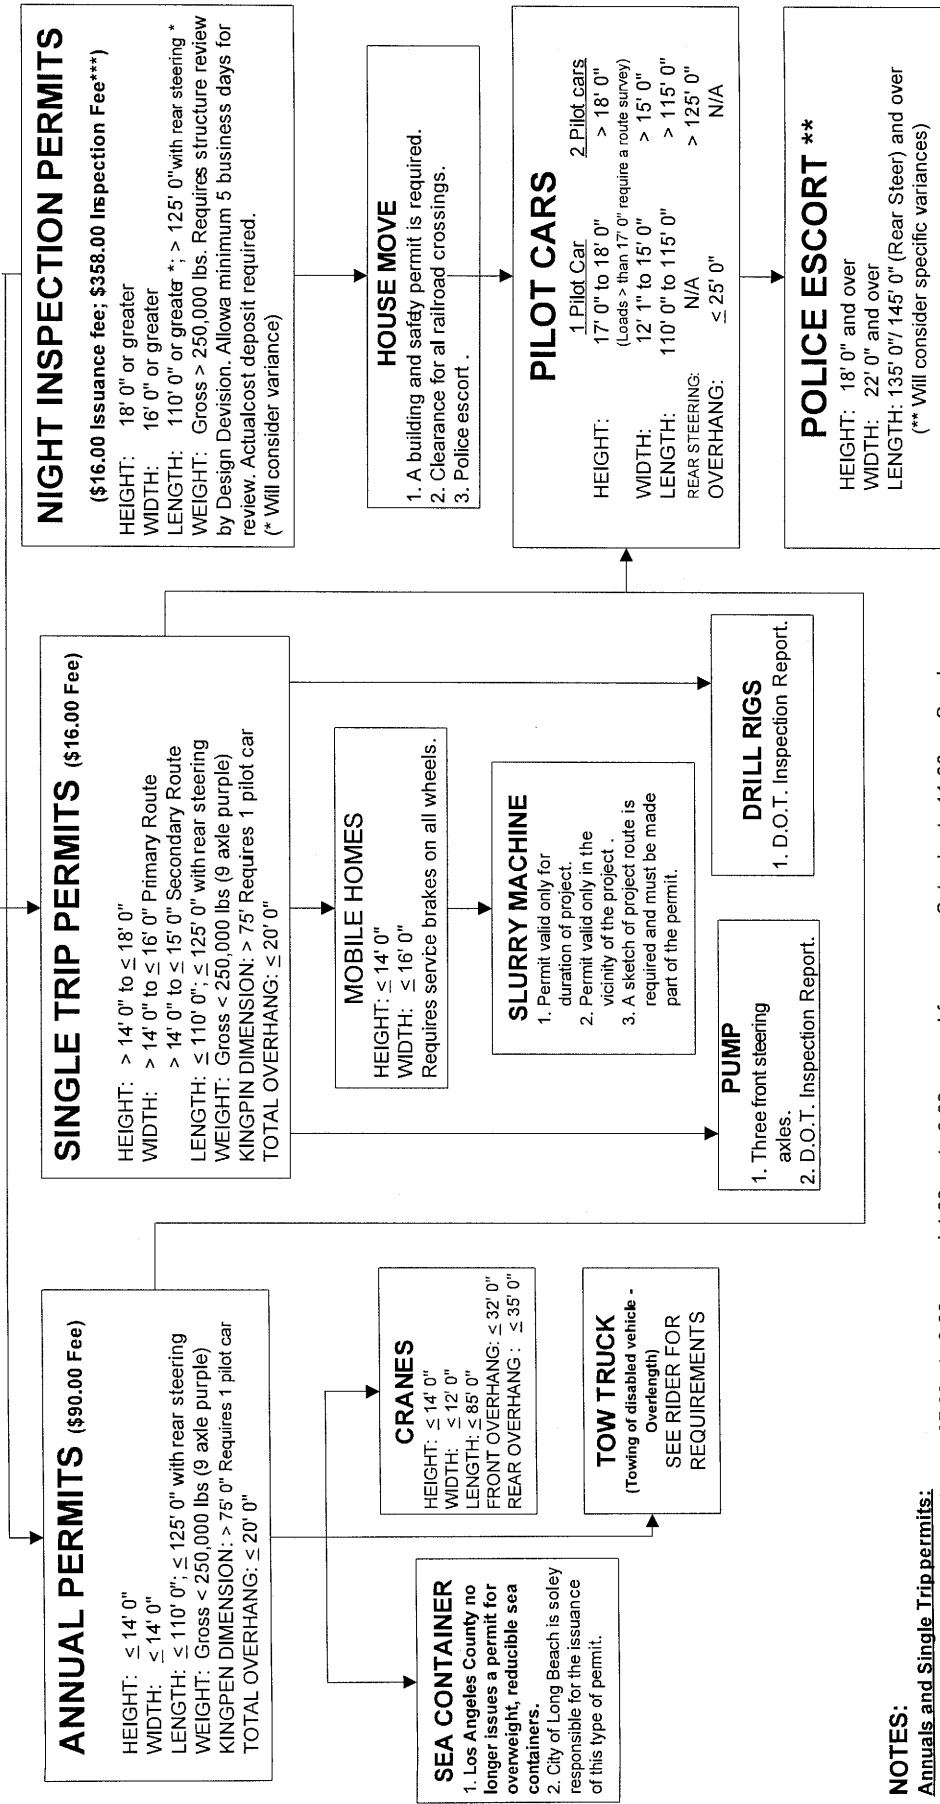 ANNUAL PERMITS ($90.00 Fee)
HEIGHT: ≤ 14' 0"
WIDTH: ≤ 14' 0"
LENGTH: ≤ 110' 0"; ≤ 125' 0" with rear steering
WEIGHT: Gross < 250,000 lbs (9 axle purple)
KINGPEN DIMENSION: > 75' 0" Requires 1 pilot car
TOTAL OVERHANG: ≤ 20' 0"
SEA CONTAINER
1. Los Angeles County no
longer issues a permit for
overweight, reducible sea
containers.
2. City of Long Beach is soley
responsible for the issuance
of this type of permit.
CRANES
HEIGHT: ≤ 14' 0"
WIDTH: ≤ 12' 0"
LENGTH: ≤ 85' 0"
FRONT OVERHANG: ≤ 32' 0"
REAR OVERHANG : ≤ 35' 0"
TOW TRUCK
(Towing of disabled vehicle -
Overlength)
SEE RIDER FOR
REQUIREMENTS
SINGLE TRIP PERMITS ($16.00 Fee)
HEIGHT: > 14' 0" to ≤ 18' 0"
WIDTH: > 14' 0" to ≤ 16' 0" Primary Route
> 14' 0" to ≤ 15' 0" Secondary Route
LENGTH: ≤ 110' 0"; ≤ 125' 0" with rear steering
WEIGHT: Gross < 250,000 lbs (9 axle purple)
KINGPIN DIMENSION: > 75' Requires 1 pilot car
TOTAL OVERHANG: ≤ 20' 0"
MOBILE HOMES
HEIGHT: ≤ 14' 0"
WIDTH: ≤ 16' 0"
Requires service brakes on all wheels.
SLURRY MACHINE
1. Permit valid only for
duration of project.
2. Permit valid only in the
vicinity of the project .
3. A sketch of project route is
required and must be made
part of the permit.
PUMP
1. Three front steering
axles.
2. D.O.T. Inspection Report.
DRILL RIGS
1. D.O.T. Inspection Report.
NIGHT INSPECTION PERMITS
($16.00 Issuance fee; $358.00 Inspection Fee***)
HEIGHT: 18' 0" or greater
WIDTH: 16' 0" or greater
LENGTH: 110' 0" or greater *; > 125' 0" with rear steering *
WEIGHT: Gross > 250,000 lbs. Requires structure review
by Design Devision. Allowa minimum 5 business days for
review. Actualcost deposit required.
(* Will consider variance)
HOUSE MOVE
1. A building and safety permit is required.
2. Clearance for all railroad crossings.
3. Police escort .
PILOT CARS
1 Pilot Car 2 Pilot cars
HEIGHT: 17' 0" to 18' 0" > 18' 0"
(Loads > than 17' 0" require a route survey)
WIDTH: 12' 1" to 15' 0" > 15' 0"
LENGTH: 110' 0" to 115' 0" > 115' 0"
REAR STEERING: N/A > 125' 0"
OVERHANG: ≤ 25' 0" N/A
POLICE ESCORT **
HEIGHT: 18' 0" and over
WIDTH: 22' 0" and over
LENGTH: 135' 0"/ 145' 0" (Rear Steer) and over
(** Will consider specific variances)
NOTES:
Annuals and Single Trip permits: